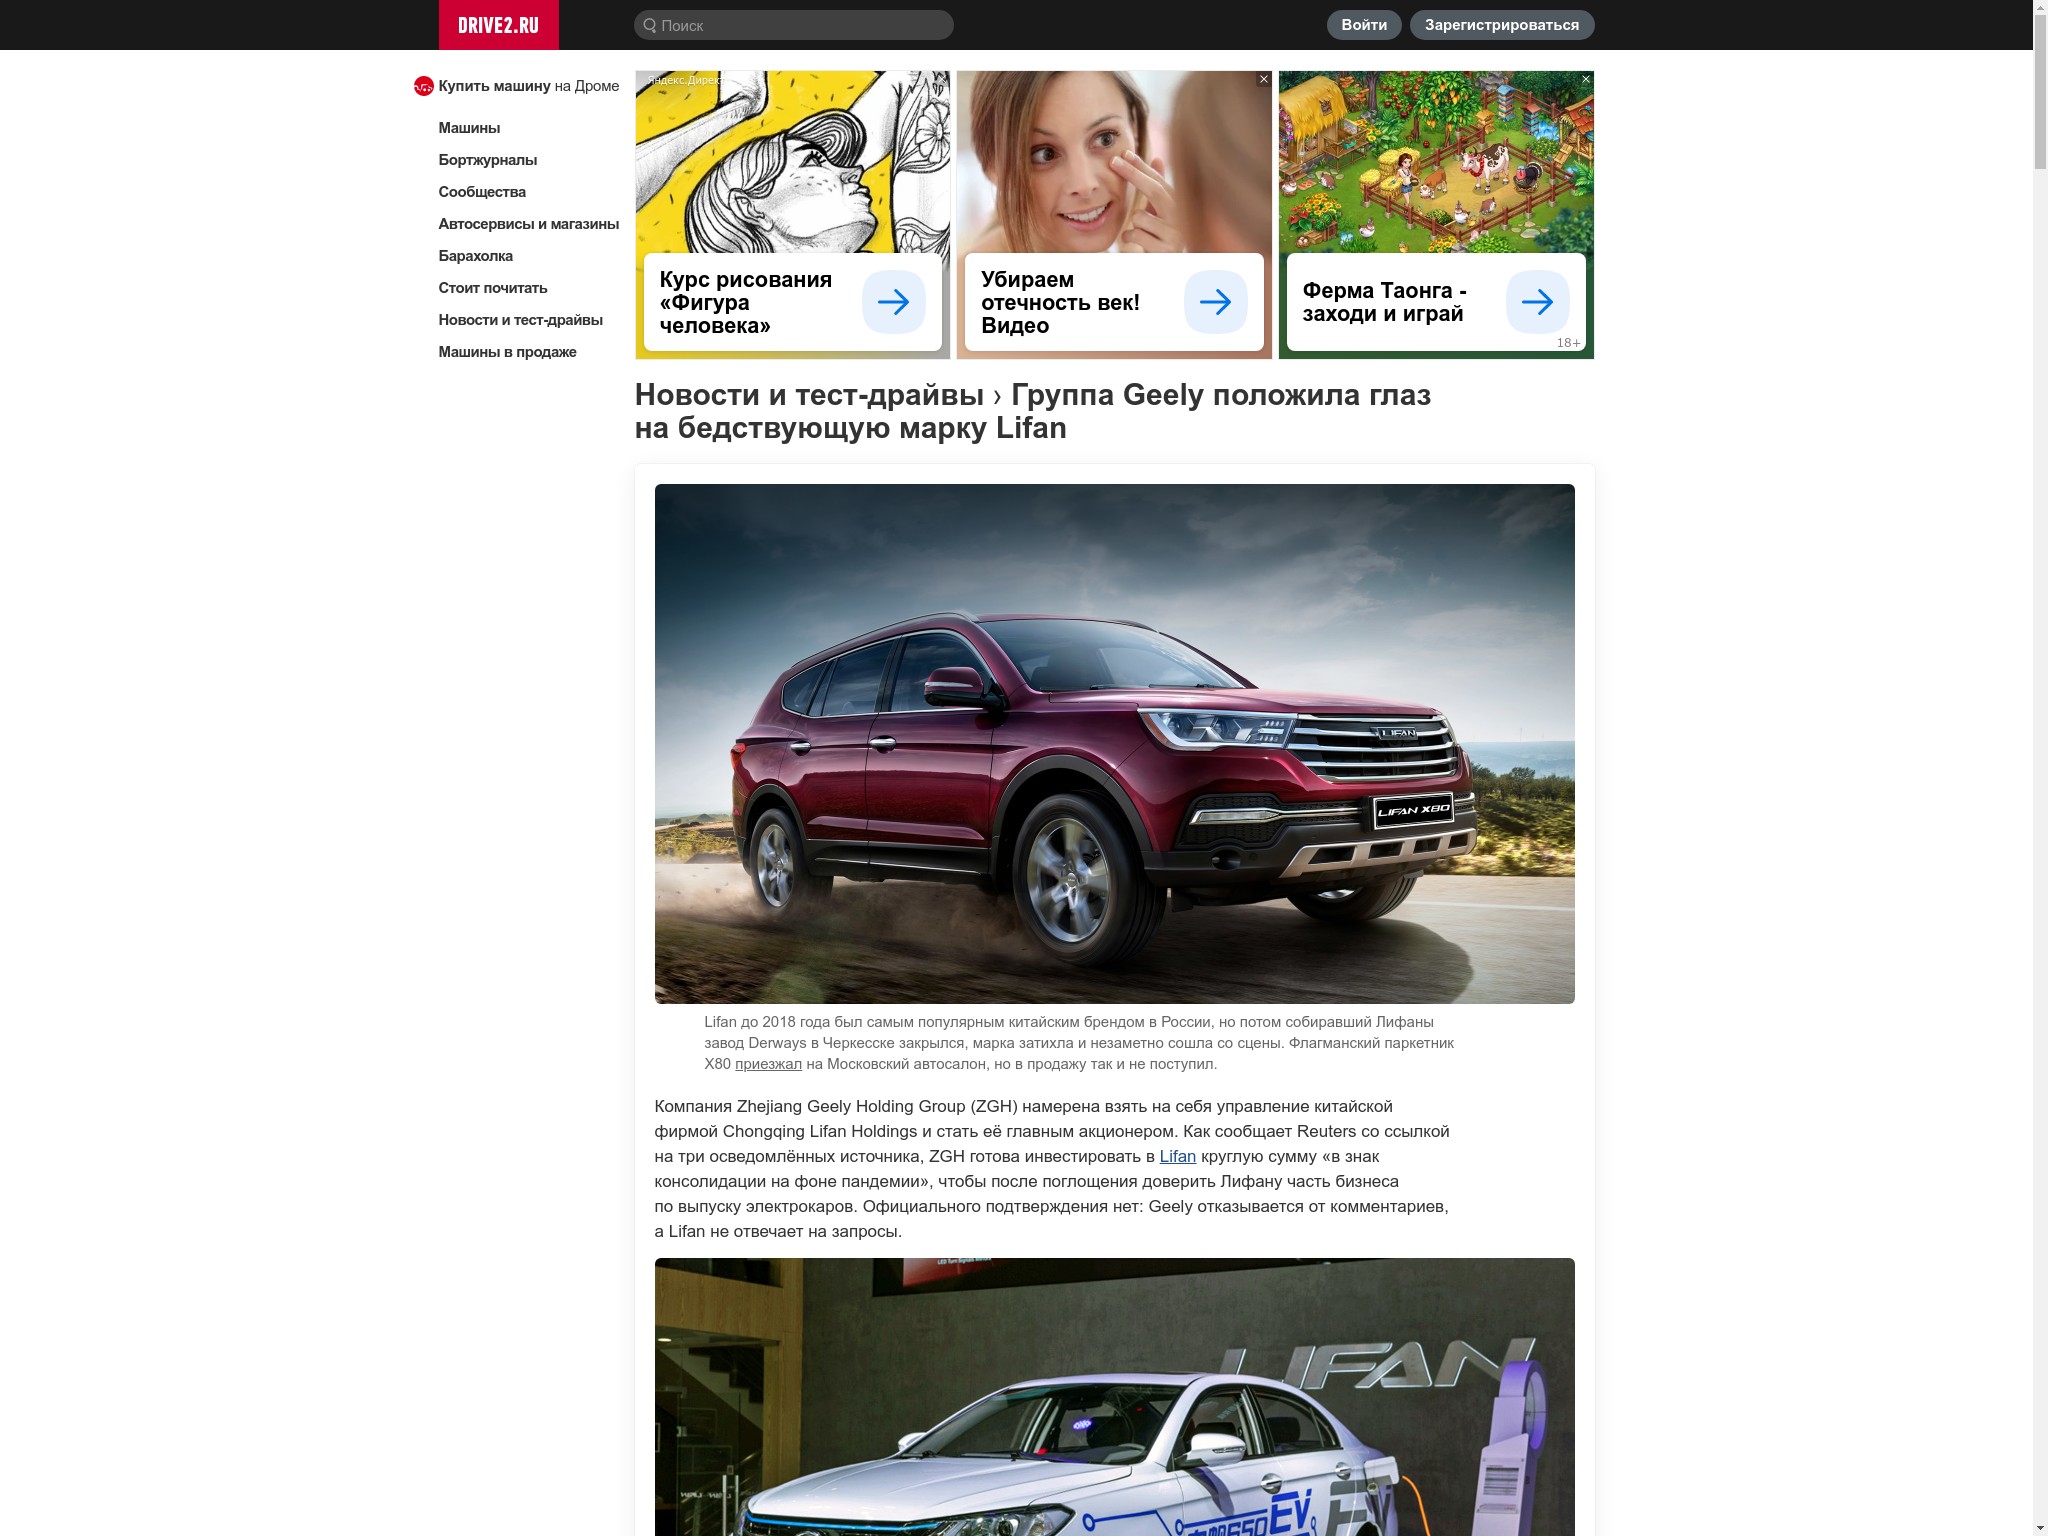 DRIVE2.RU
Поиск
Войти
Зарегистрироваться
Купить машину на Дроме
Машины
Бортжурналы
Сообщества
Автосервисы и магазины
Барахолка
Стоит почитать
Новости и тест-драйвы
Машины в продаже
Яндекс.Директ
Курс рисования
«Фигура
человека»
Убираем
отечность век!
Видео
Ферма Таонга -
заходи и играй
18+
Новости и тест-драйвы › Группа Geely положила глаз
на бедствующую марку Lifan
LIFAN
LIFAN X80
Lifan до 2018 года был самым популярным китайским брендом в России, но потом собиравший Лифаны
завод Derways в Черкесске закрылся, марка затихла и незаметно сошла со сцены. Флагманский паркетник
X80 приезжал на Московский автосалон, но в продажу так и не поступил.
Компания Zhejiang Geely Holding Group (ZGH) намерена взять на себя управление китайской
фирмой Chongqing Lifan Holdings и стать её главным акционером. Как сообщает Reuters со ссылкой
на три осведомлённых источника, ZGH готова инвестировать в Lifan круглую сумму «в знак
консолидации на фоне пандемии», чтобы после поглощения доверить Лифану часть бизнеса
по выпуску электрокаров. Официального подтверждения нет: Geely отказывается от комментариев,
а Lifan не отвечает на запросы.
LIFAN
650EV